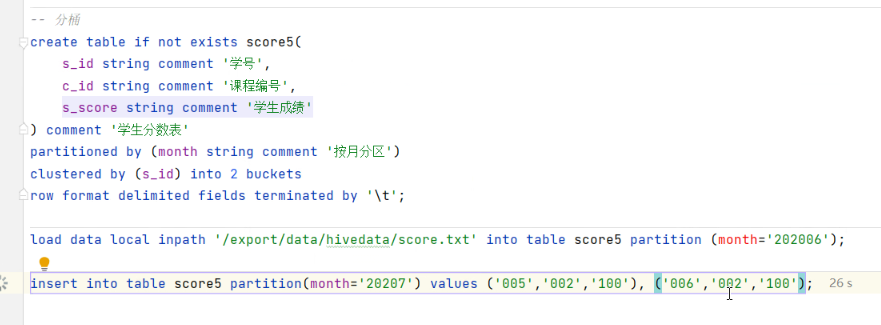 -- 分桶
create table if not exists score5(
s_id string comment '学号',
c_id string comment '课程编号',
s_score string comment '学生成绩'
) comment '学生分数表'
partitioned by (month string comment '按月分区')
clustered by (s_id) into 2 buckets
row format delimited fields terminated by '\t';
load data local inpath '/export/data/hivedata/score.txt' into table score5 partition (month='202006');
insert into table score5 partition(month='20207') values ('005','002','100'), ('006','002','100'); 26 s